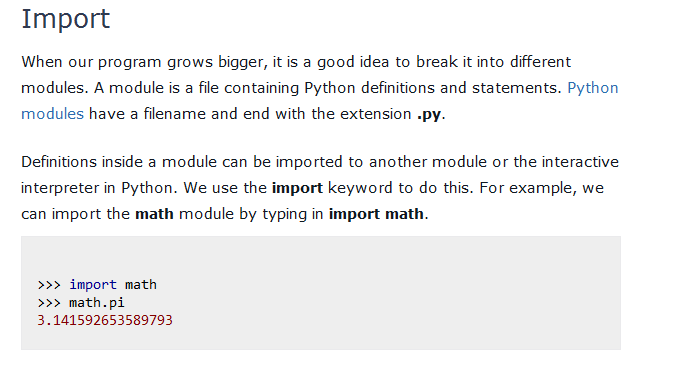 Import
When our program grows bigger, it is a good idea to break it into different
modules. A module is a file containing Python definitions and statements. Python
modules have a filename and end with the extension .py.
Definitions inside a module can be imported to another module or the interactive
interpreter in Python. We use the import keyword to do this. For example, we
can import the math module by typing in import math.
>>> import math
>>> math.pi
3.141592653589793